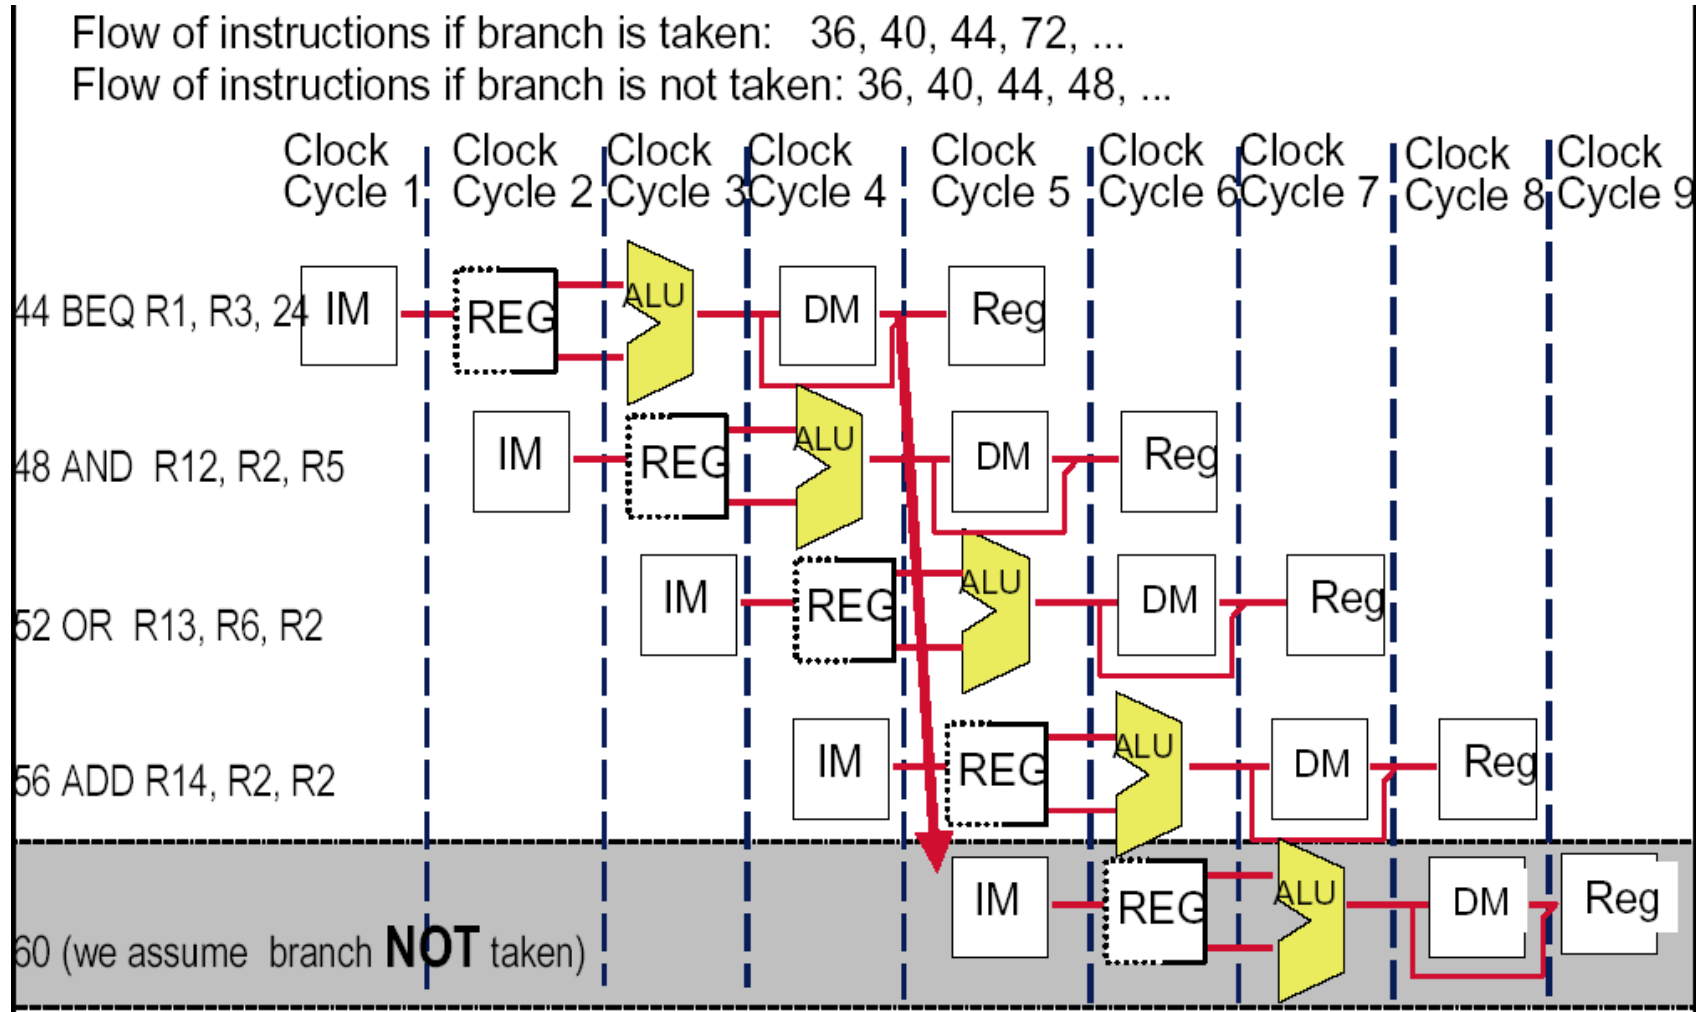 Flow of instructions if branch is taken: 36, 40, 44, 72, ...
Flow of instructions if branch is not taken: 36, 40, 44, 48, ...
Clock Clock Clock Clock Clock Clock Clock Clock Clock
Cycle 1 Cycle 2 Cycle 3 Cycle 4 Cycle 5 Cycle 6 Cycle 7 Cycle 8 Cycle 9
44 BEQ R1, R3, 24 IM REG ALU DM Reg
48 AND R12, R2, R5 IM REG ALU DM Reg
52 OR R13, R6, R2 IM REG ALU DM Reg
56 ADD R14, R2, R2 IM REG ALU DM Reg
IM REG ALU DM Reg
60 (we assume branch NOT taken)